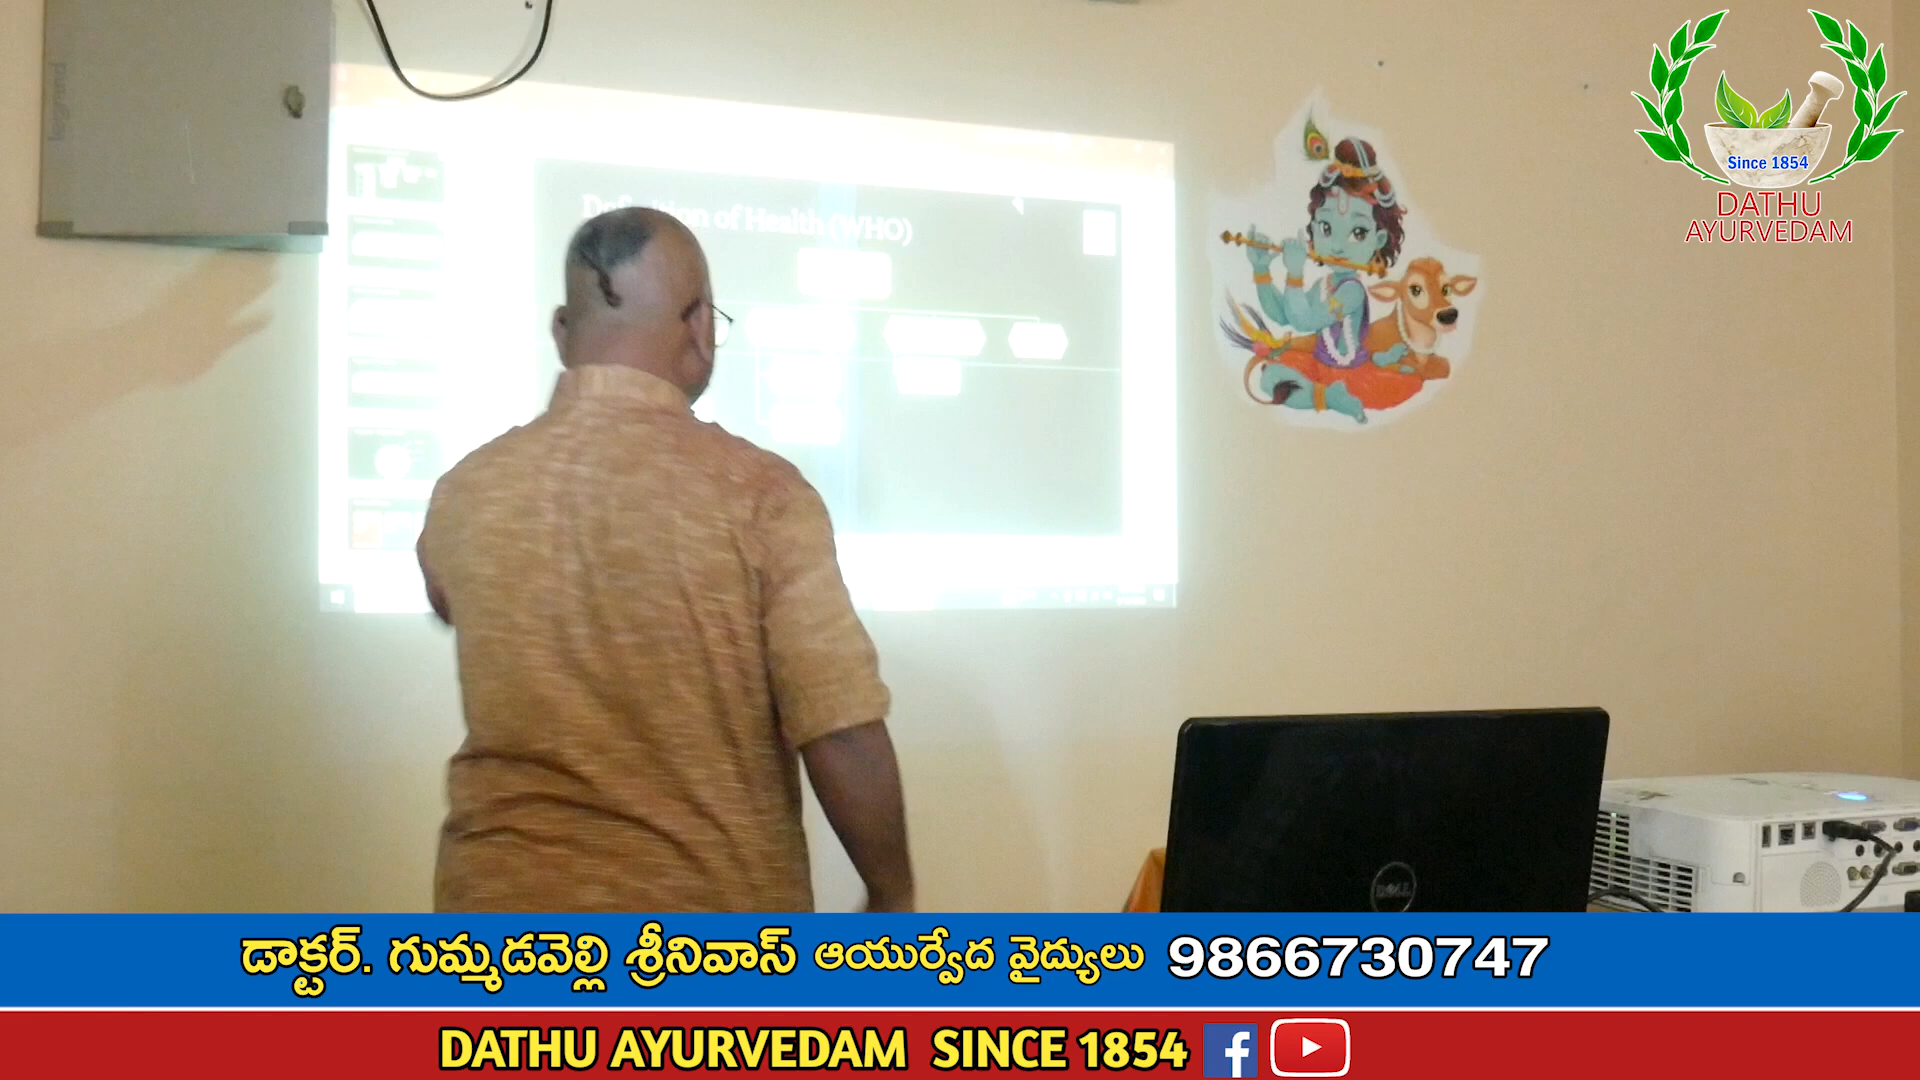 Since 1854
DATHU
AYURVEDAM
Definition of Health (WHO)
DELL
డాక్టర్. గుమ్మడవెల్లి శ్రీనివాస్ ఆయుర్వేద వైద్యులు 9866730747
DATHU AYURVEDAM SINCE 1854